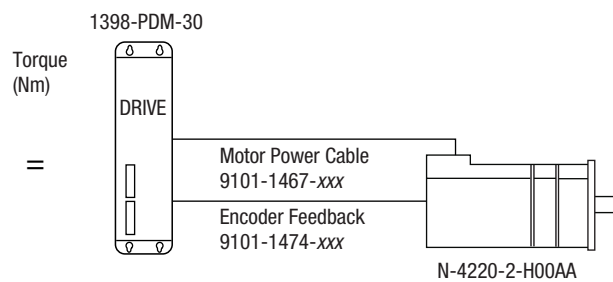 1398-PDM-30
Torque
(Nm)
DRIVE
=
Motor Power Cable
9101-1467-xxx
Encoder Feedback
9101-1474-xxx
N-4220-2-H00AA